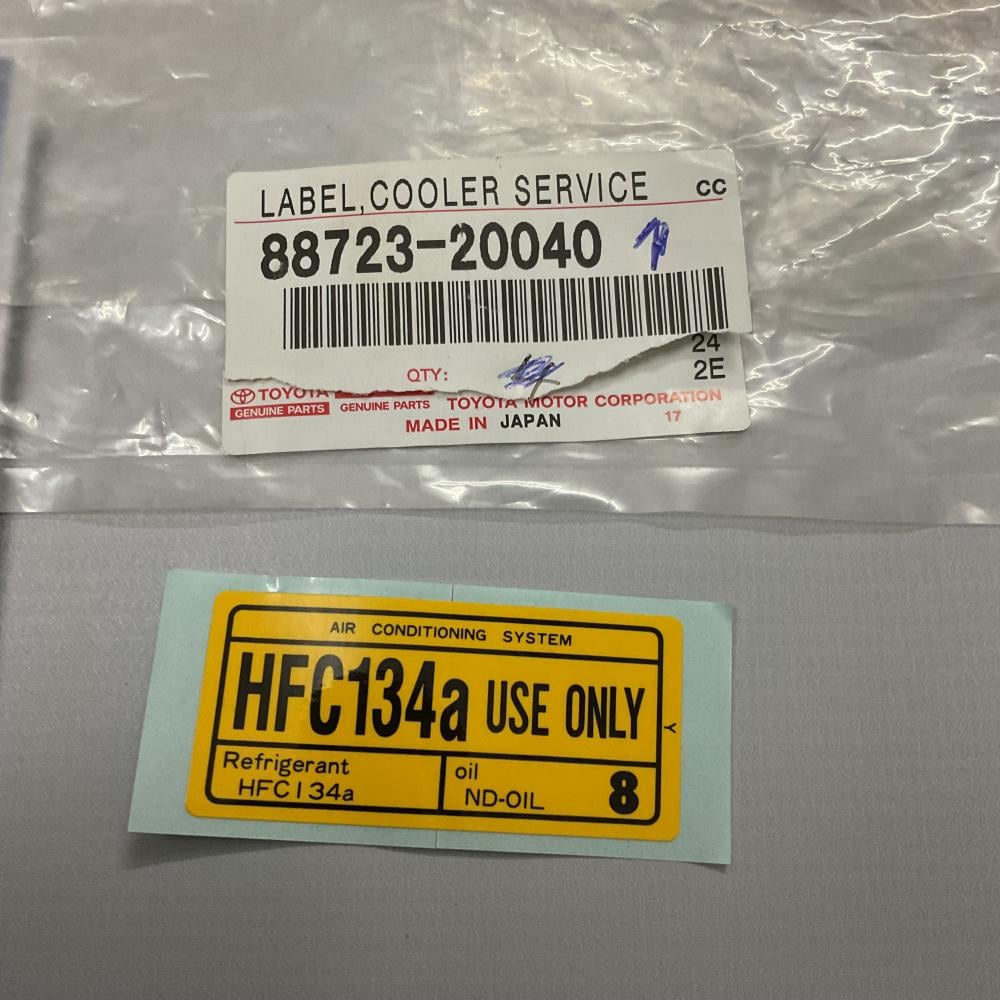 LABEL,COOLER SERVICE CC
88723-20040 1
24
QTY: 2E
TOYOTA
GENUINE PARTS GENUINE PARTS TOYOTA MOTOR CORPORATION
MADE IN JAPAN 17
AIR CONDITIONING SYSTEM
HFC134a USE ONLY
Y
Refrigerant
HFC134a
oil
ND-OIL 8